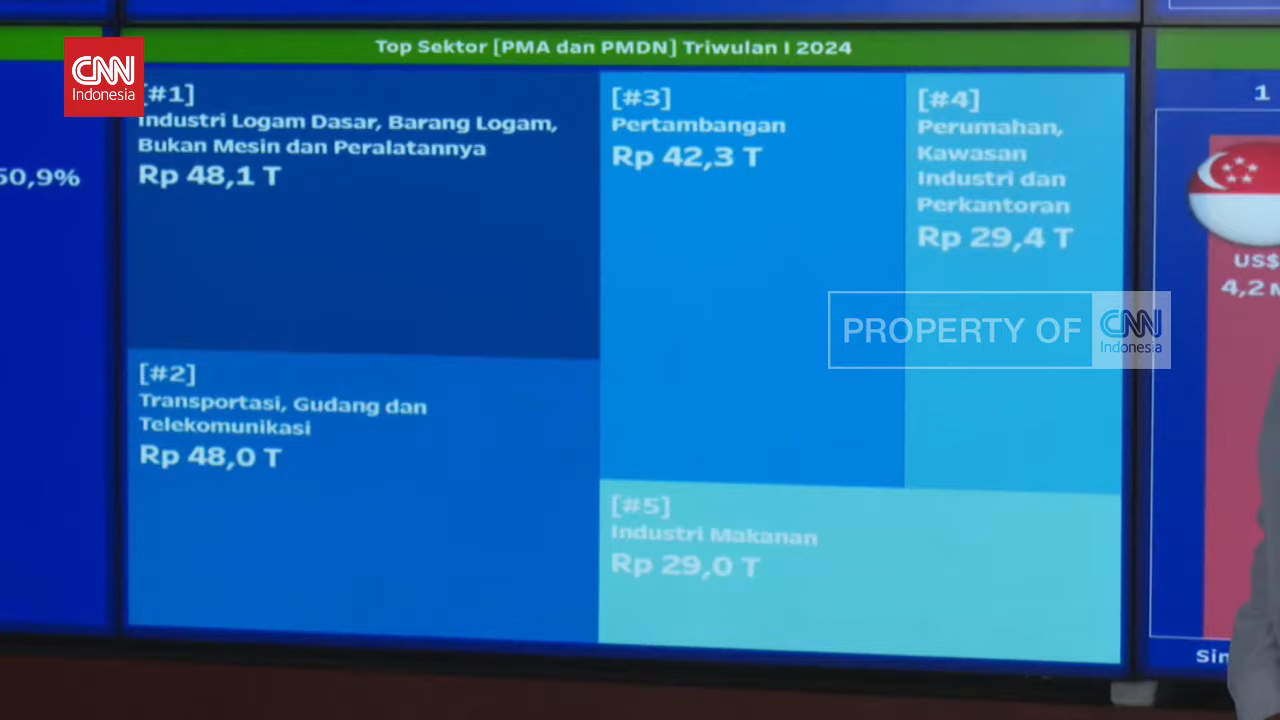 CNN
Indonesia
Top Sektor [PMA dan PMDN] Triwulan I 2024
50,9%
[#1]
Industri Logam Dasar, Barang Logam,
Bukan Mesin dan Peralatannya
Rp 48,1 T
[#2]
Transportasi, Gudang dan
Telekomunikasi
Rp 48,0 T
[#3]
Pertambangan
Rp 42,3 T
[#4]
Perumahan,
Kawasan
Industri dan
Perkantoran
Rp 29,4 T
[#5]
Industri Makanan
Rp 29,0 T
1
US$
4,2
PROPERTY OF CNN
Indonesia